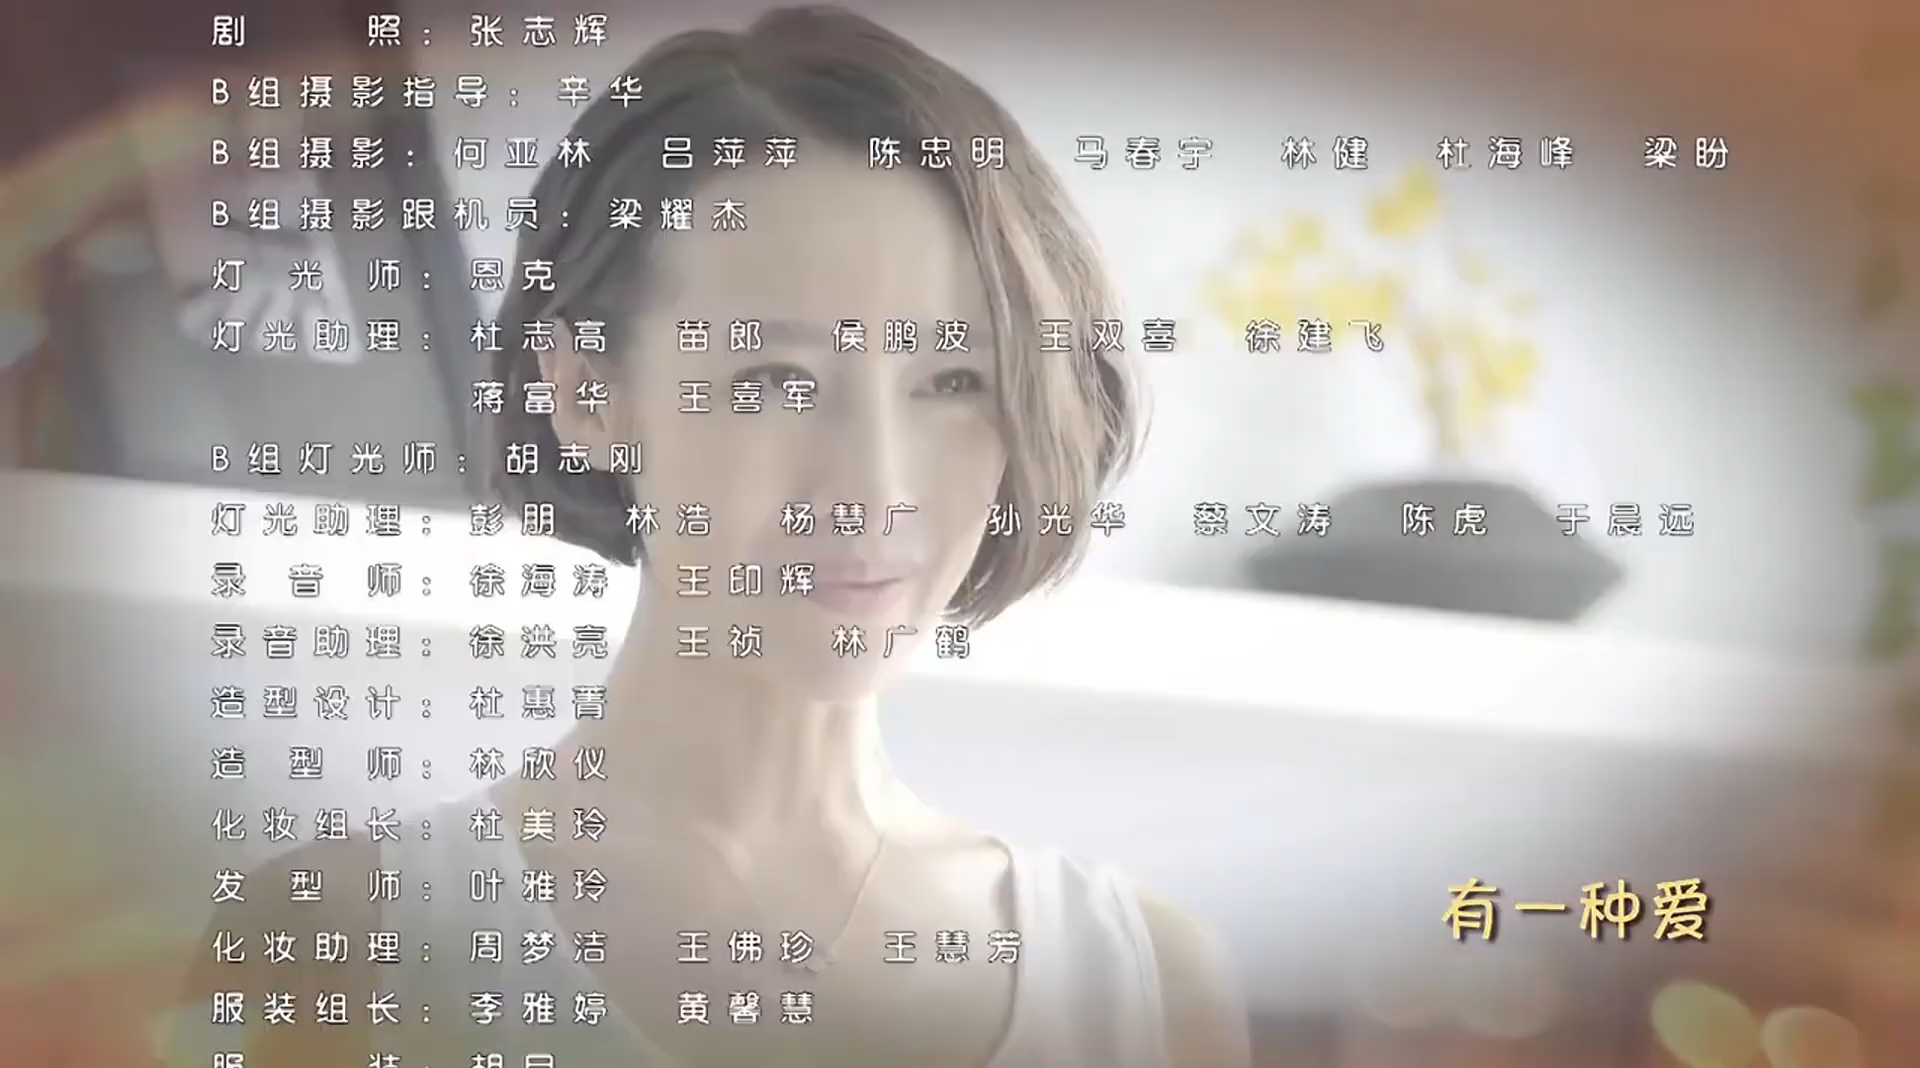 剧照：张志辉
B组摄影指导：辛华
B组摄影：何亚林 吕萍萍 陈忠明 马春宇 林健 杜海峰 梁盼
B组摄影跟机员：梁耀杰
灯光师：恩克
灯光助理：杜志高 苗郎 侯鹏波 王双喜 徐建飞
蒋富华 王喜军
B组灯光师：胡志刚
灯光助理：彭朋 林浩 杨慧广 孙光华 蔡文涛 陈虎 于晨远
录音师：徐海涛 王印辉
录音助理：徐洪亮 王祯 林广鹤
造型设计：杜惠菁
造型师：林欣仪
化妆组长：杜美玲
发型师：叶雅玲
有一种爱
化妆助理：周梦洁 王佛珍 王慧芳
服装组长：李雅婷 黄馨慧